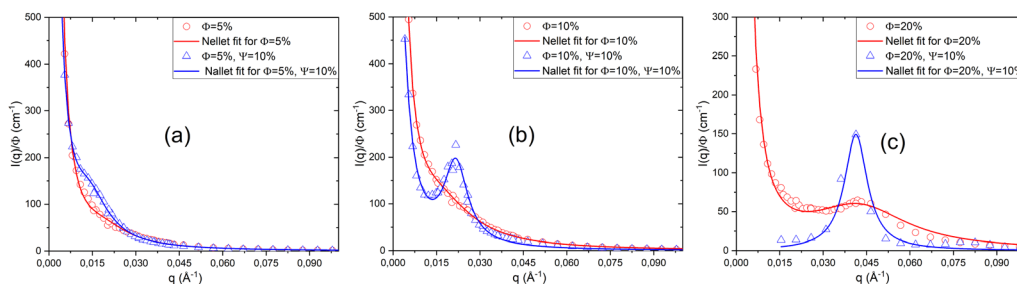 Φ=5%
Nellet fit for Φ=5%
Φ=5%, Ψ=10%
Nallet fit for Φ=5%, Ψ=10%
(a)
I(q)/Φ (cm⁻¹)
500
400
300
200
100
0
0,000 0,015 0,030 0,045 0,060 0,075 0,090
q (Å⁻¹)
Φ=10%
Nellet fit for Φ=10%
Φ=10%, Ψ=10%
Nallet fit for Φ=10%, Ψ=10%
(b)
I(q)/Φ (cm⁻¹)
500
400
300
200
100
0
0,000 0,015 0,030 0,045 0,060 0,075 0,090
q (Å⁻¹)
Φ=20%
Nellet fit for Φ=20%
Φ=20%, Ψ=10%
Nallet fit for Φ=20%, Ψ=10%
(c)
I(q)/Φ (cm⁻¹)
300
250
200
150
100
50
0
0,000 0,015 0,030 0,045 0,060 0,075 0,090
q (Å⁻¹)